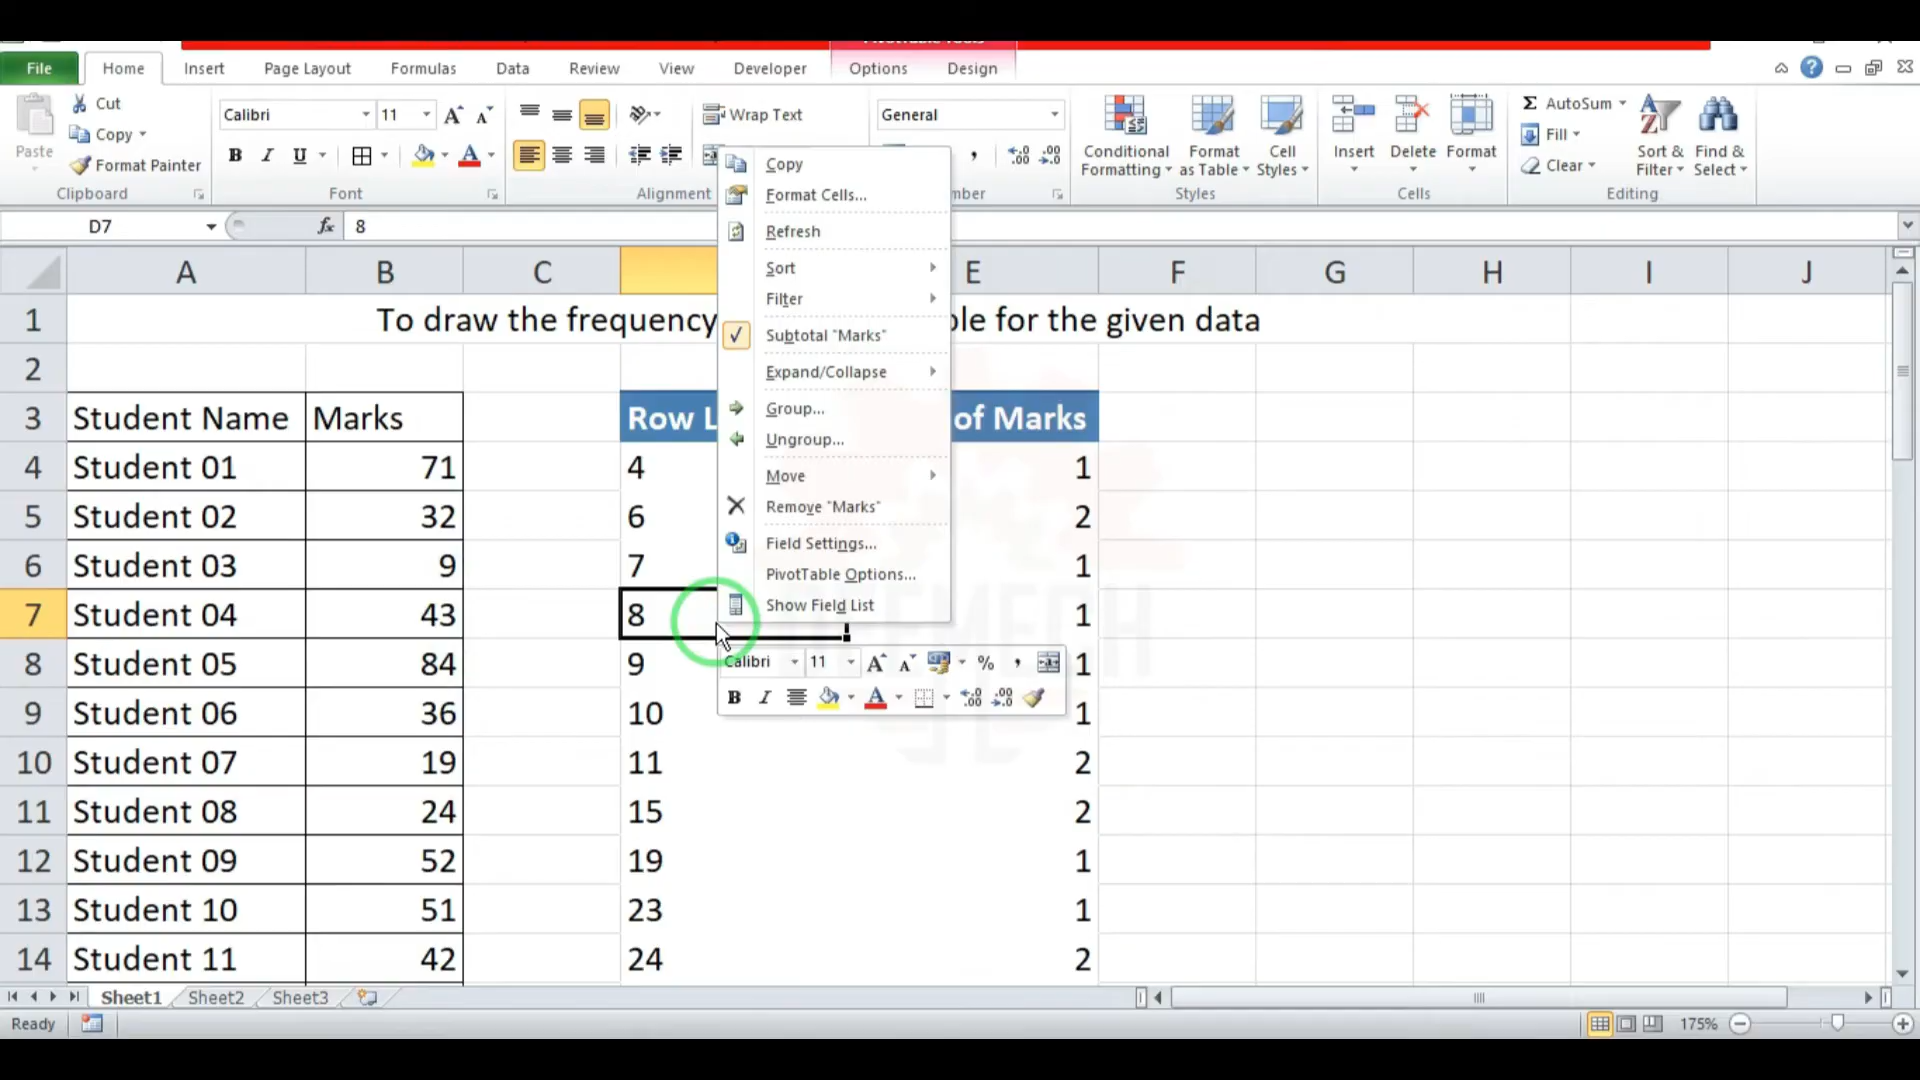 File Home Insert Page Layout Formulas Data Review View Developer Options Design
Cut
Copy
Format Painter
Paste
Clipboard
Calibri 11
B I U
Font
Wrap Text
Alignment
General
mber
Conditional Formatting
Format as Table
Cell Styles
Styles
Insert Delete Format
Cells
Σ AutoSum
Fill
Clear
Sort & Filter
Find & Select
Editing
D7 fx 8
A B C E F G H I J
1 To draw the frequency ble for the given data
2
3 Student Name Marks Row L of Marks
4 Student 01 71 4 1
5 Student 02 32 6 2
6 Student 03 9 7 1
7 Student 04 43 8 1
8 Student 05 84 9 1
9 Student 06 36 10 1
10 Student 07 19 11 2
11 Student 08 24 15 2
12 Student 09 52 19 1
13 Student 10 51 23 1
14 Student 11 42 24 2
Copy
Format Cells...
Refresh
Sort
Filter
Subtotal "Marks"
Expand/Collapse
Group...
Ungroup...
Move
Remove "Marks"
Field Settings...
PivotTable Options...
Show Field List
Calibri 11 A A % ,
B I A .00 .00
Sheet1 Sheet2 Sheet3
Ready 175%